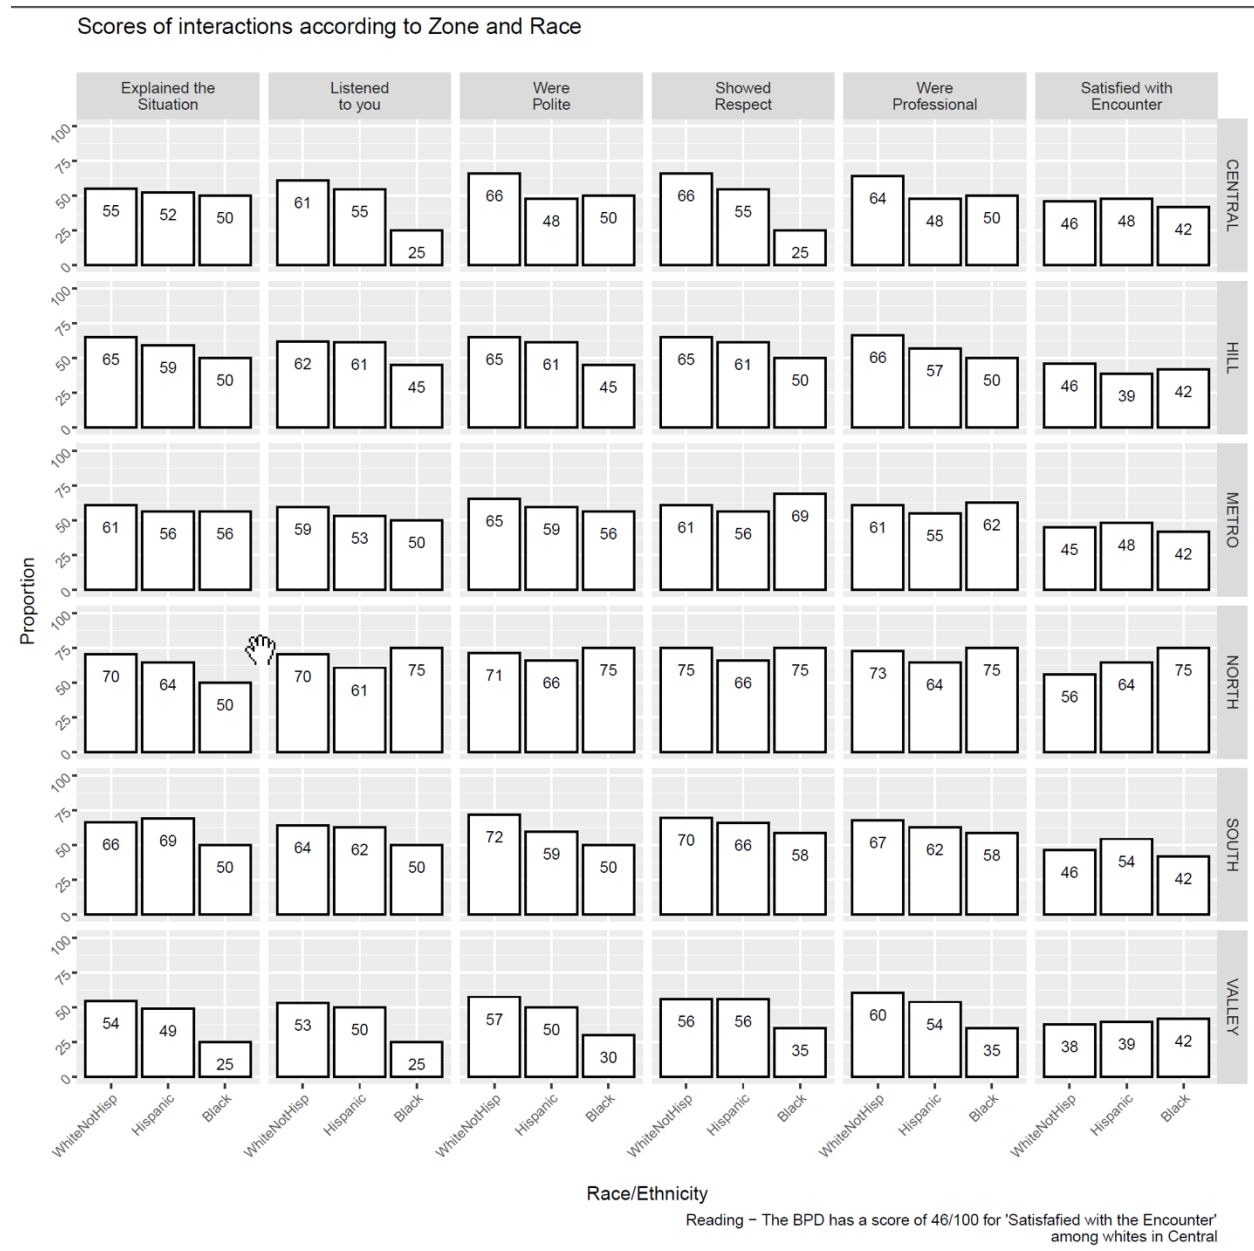 Scores of interactions according to Zone and Race
Explained the
Situation
Listened
to you
Were
Polite
Showed
Respect
Were
Professional
Satisfied with
Encounter
Proportion
100
75
50
25
0
55 52 50
61 55 25
66 48 50
66 55 25
64 48 50
46 48 42
CENTRAL
100
75
50
25
0
65 59 50
62 61 45
65 61 45
65 61 50
66 57 50
46 39 42
HILL
100
75
50
25
0
61 56 56
59 53 50
65 59 56
61 56 69
61 55 62
45 48 42
METRO
100
75
50
25
0
70 64 50
70 61 75
71 66 75
75 66 75
73 64 75
56 64 75
NORTH
100
75
50
25
0
66 69 50
64 62 50
72 59 50
70 66 58
67 62 58
46 54 42
SOUTH
100
75
50
25
0
54 49 25
53 50 25
57 50 30
56 56 35
60 54 35
38 39 42
VALLEY
WhiteNotHisp Hispanic Black
WhiteNotHisp Hispanic Black
WhiteNotHisp Hispanic Black
WhiteNotHisp Hispanic Black
WhiteNotHisp Hispanic Black
WhiteNotHisp Hispanic Black
Race/Ethnicity
Reading − The BPD has a score of 46/100 for 'Satisfafied with the Encounter'
among whites in Central